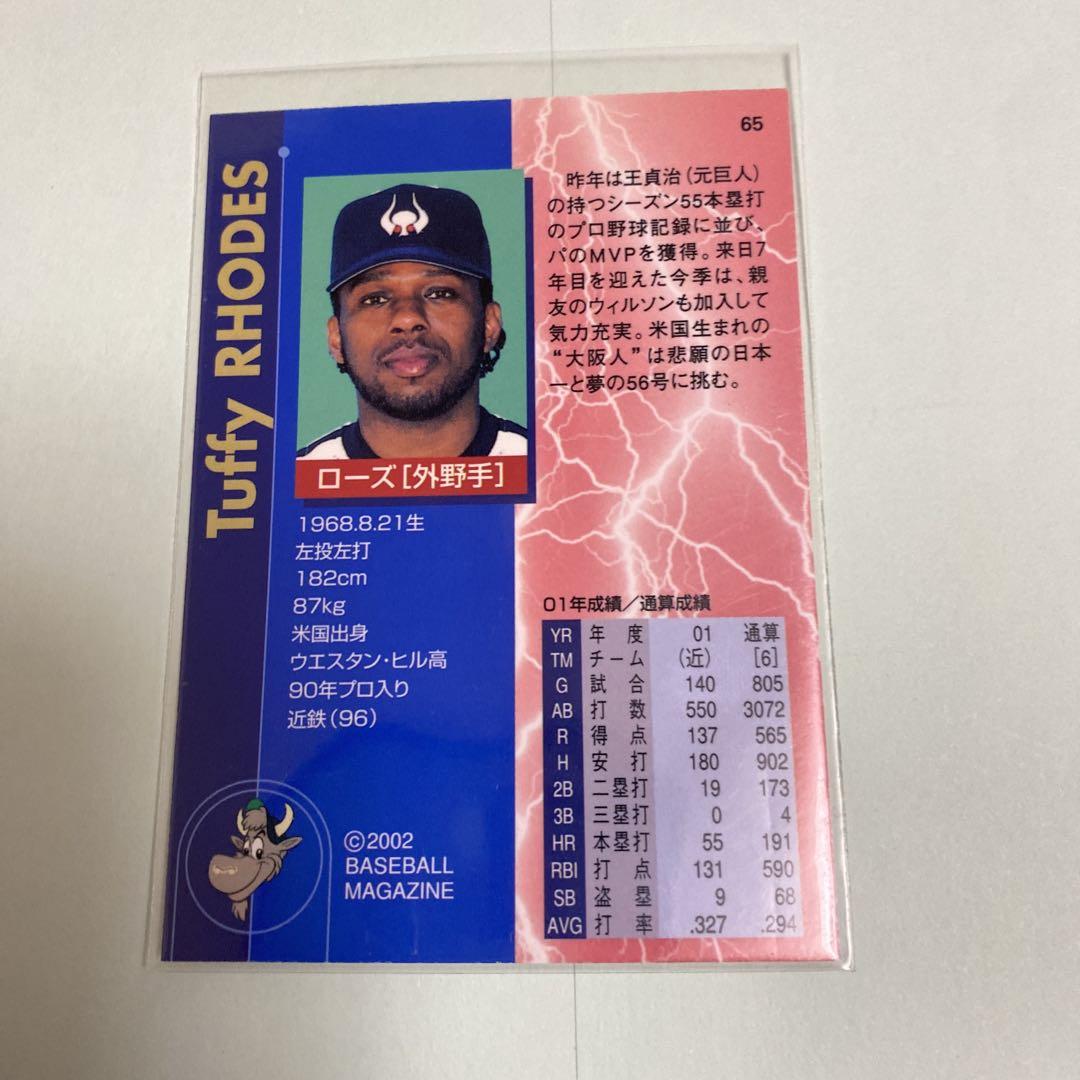 65
Tuffy RHODES
昨年は王貞治(元巨人)
の持つシーズン55本塁打
のプロ野球記録に並び、
パのMVPを獲得。来日7
年目を迎えた今季は、親
友のウィルソンも加入して
気力充実。米国生まれの
“大阪人”は悲願の日本
一と夢の56号に挑む。
ローズ[外野手]
1968.8.21生
左投左打
182cm
87kg
米国出身
ウエスタン・ヒル高
90年プロ入り
近鉄(96)
01年成績/通算成績
YR 年度 01 通算
TM チーム (近) [6]
G 試合 140 805
AB 打数 550 3072
R 得点 137 565
H 安打 180 902
2B 二塁打 19 173
3B 三塁打 0 4
HR 本塁打 55 191
RBI 打点 131 590
SB 盗塁 9 68
AVG 打率 .327 .294
©2002
BASEBALL
MAGAZINE